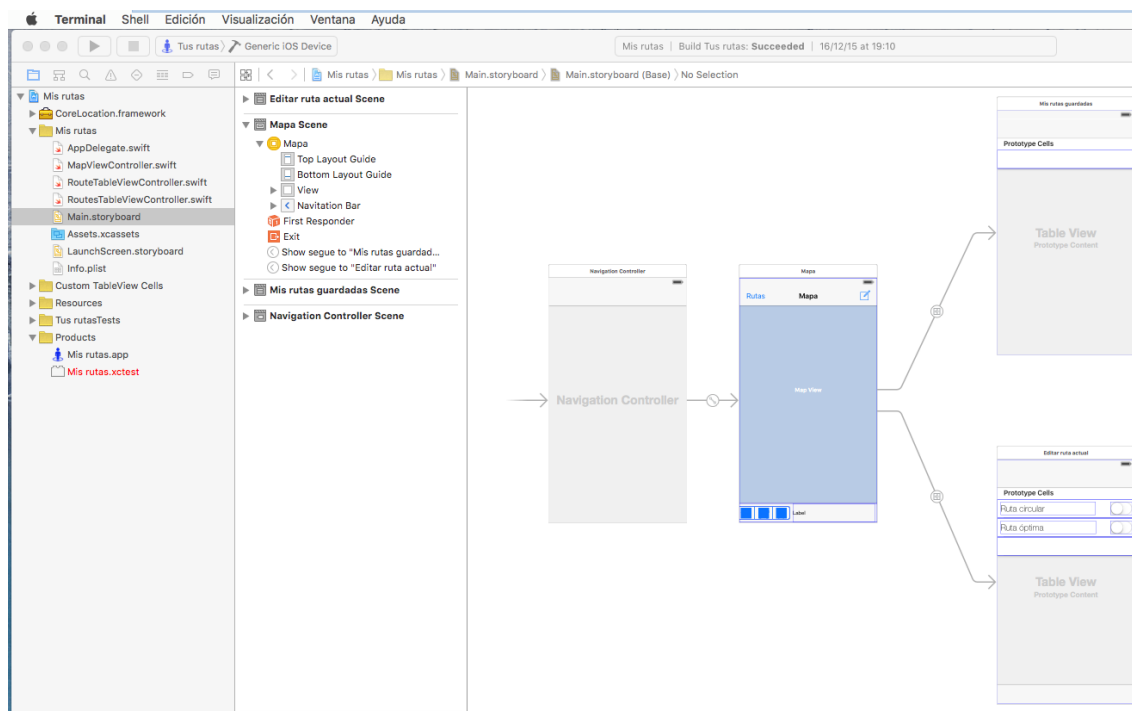 Terminal Shell Edición Visualización Ventana Ayuda
Tus rutas Generic iOS Device
Mis rutas | Build Tus rutas: Succeeded | 16/12/15 at 19:10
Mis rutas Mis rutas Main.storyboard Main.storyboard (Base) No Selection
Mis rutas
CoreLocation.framework
Mis rutas
AppDelegate.swift
MapViewController.swift
RouteTableViewController.swift
RoutesTableViewController.swift
Main.storyboard
Assets.xcassets
LaunchScreen.storyboard
Info.plist
Custom TableView Cells
Resources
Tus rutasTests
Products
Mis rutas.app
Mis rutas.xctest
Editar ruta actual Scene
Mapa Scene
Mapa
Top Layout Guide
Bottom Layout Guide
View
Navitation Bar
First Responder
Exit
Show segue to "Mis rutas guardad...
Show segue to "Editar ruta actual"
Mis rutas guardadas Scene
Navigation Controller Scene
Navigation Controller
Navigation Controller
Mapa
Rutas Mapa
Map View
Label
Mis rutas guardadas
Prototype Cells
Table View
Prototype Content
Editar ruta actual
Prototype Cells
Ruta circular
Ruta óptima
Table View
Prototype Content